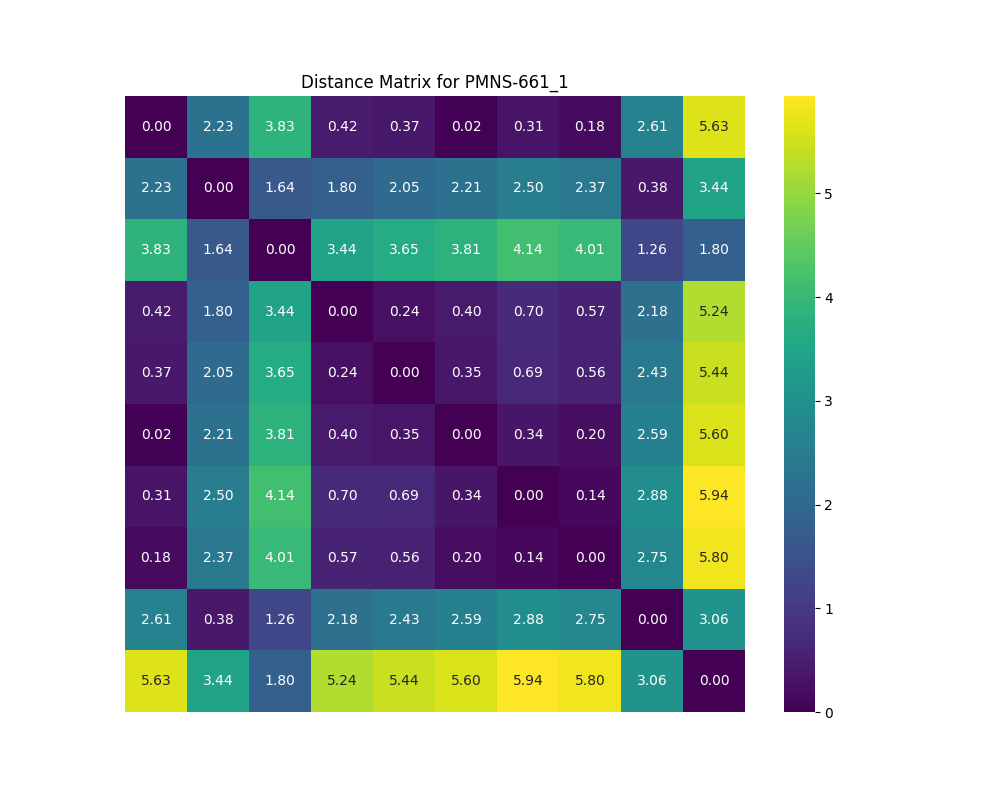 Distance Matrix for PMNS-661_1
0.00 2.23 3.83 0.42 0.37 0.02 0.31 0.18 2.61 5.63
2.23 0.00 1.64 1.80 2.05 2.21 2.50 2.37 0.38 3.44
3.83 1.64 0.00 3.44 3.65 3.81 4.14 4.01 1.26 1.80
0.42 1.80 3.44 0.00 0.24 0.40 0.70 0.57 2.18 5.24
0.37 2.05 3.65 0.24 0.00 0.35 0.69 0.56 2.43 5.44
0.02 2.21 3.81 0.40 0.35 0.00 0.34 0.20 2.59 5.60
0.31 2.50 4.14 0.70 0.69 0.34 0.00 0.14 2.88 5.94
0.18 2.37 4.01 0.57 0.56 0.20 0.14 0.00 2.75 5.80
2.61 0.38 1.26 2.18 2.43 2.59 2.88 2.75 0.00 3.06
5.63 3.44 1.80 5.24 5.44 5.60 5.94 5.80 3.06 0.00
5
4
3
2
1
0